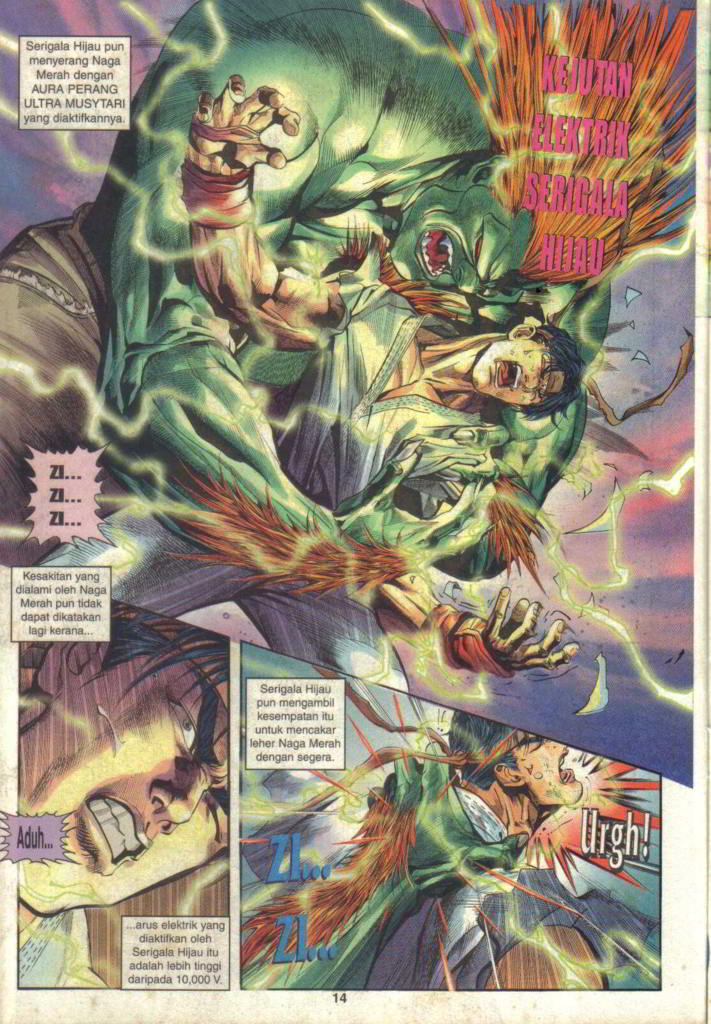 Serigala Hijau pun
menyerang Naga
Merah dengan
AURA PERANG
ULTRA MUSYTARI
yang diaktifkannya.
KEJUTAN
ELEKTRIK
SERIGALA
HIJAU
ZI...
ZI...
ZI...
Kesakitan yang
dialami oleh Naga
Merah pun tidak
dapat dikatakan
lagi kerana...
Aduh...
...arus elektrik yang
diaktifkan oleh
Serigala Hijau itu
adalah lebih tinggi
daripada 10,000 V.
Serigala Hijau
pun mengambil
kesempatan itu
untuk mencakar
leher Naga Merah
dengan segera.
Urgh!
ZI...
ZI...
14